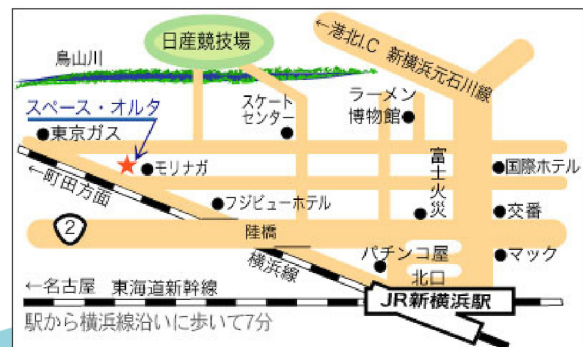 日産競技場
←港北I.C 新横浜元石川線
鳥山川
スペース・オルタ
スケート
センター
ラーメン
博物館
東京ガス
モリナガ
富士火災
国際ホテル
←町田方面
フジビューホテル
交番
2
陸橋
横浜線
パチンコ屋
マック
北口
←名古屋 東海道新幹線
JR新横浜駅
駅から横浜線沿いに歩いて7分